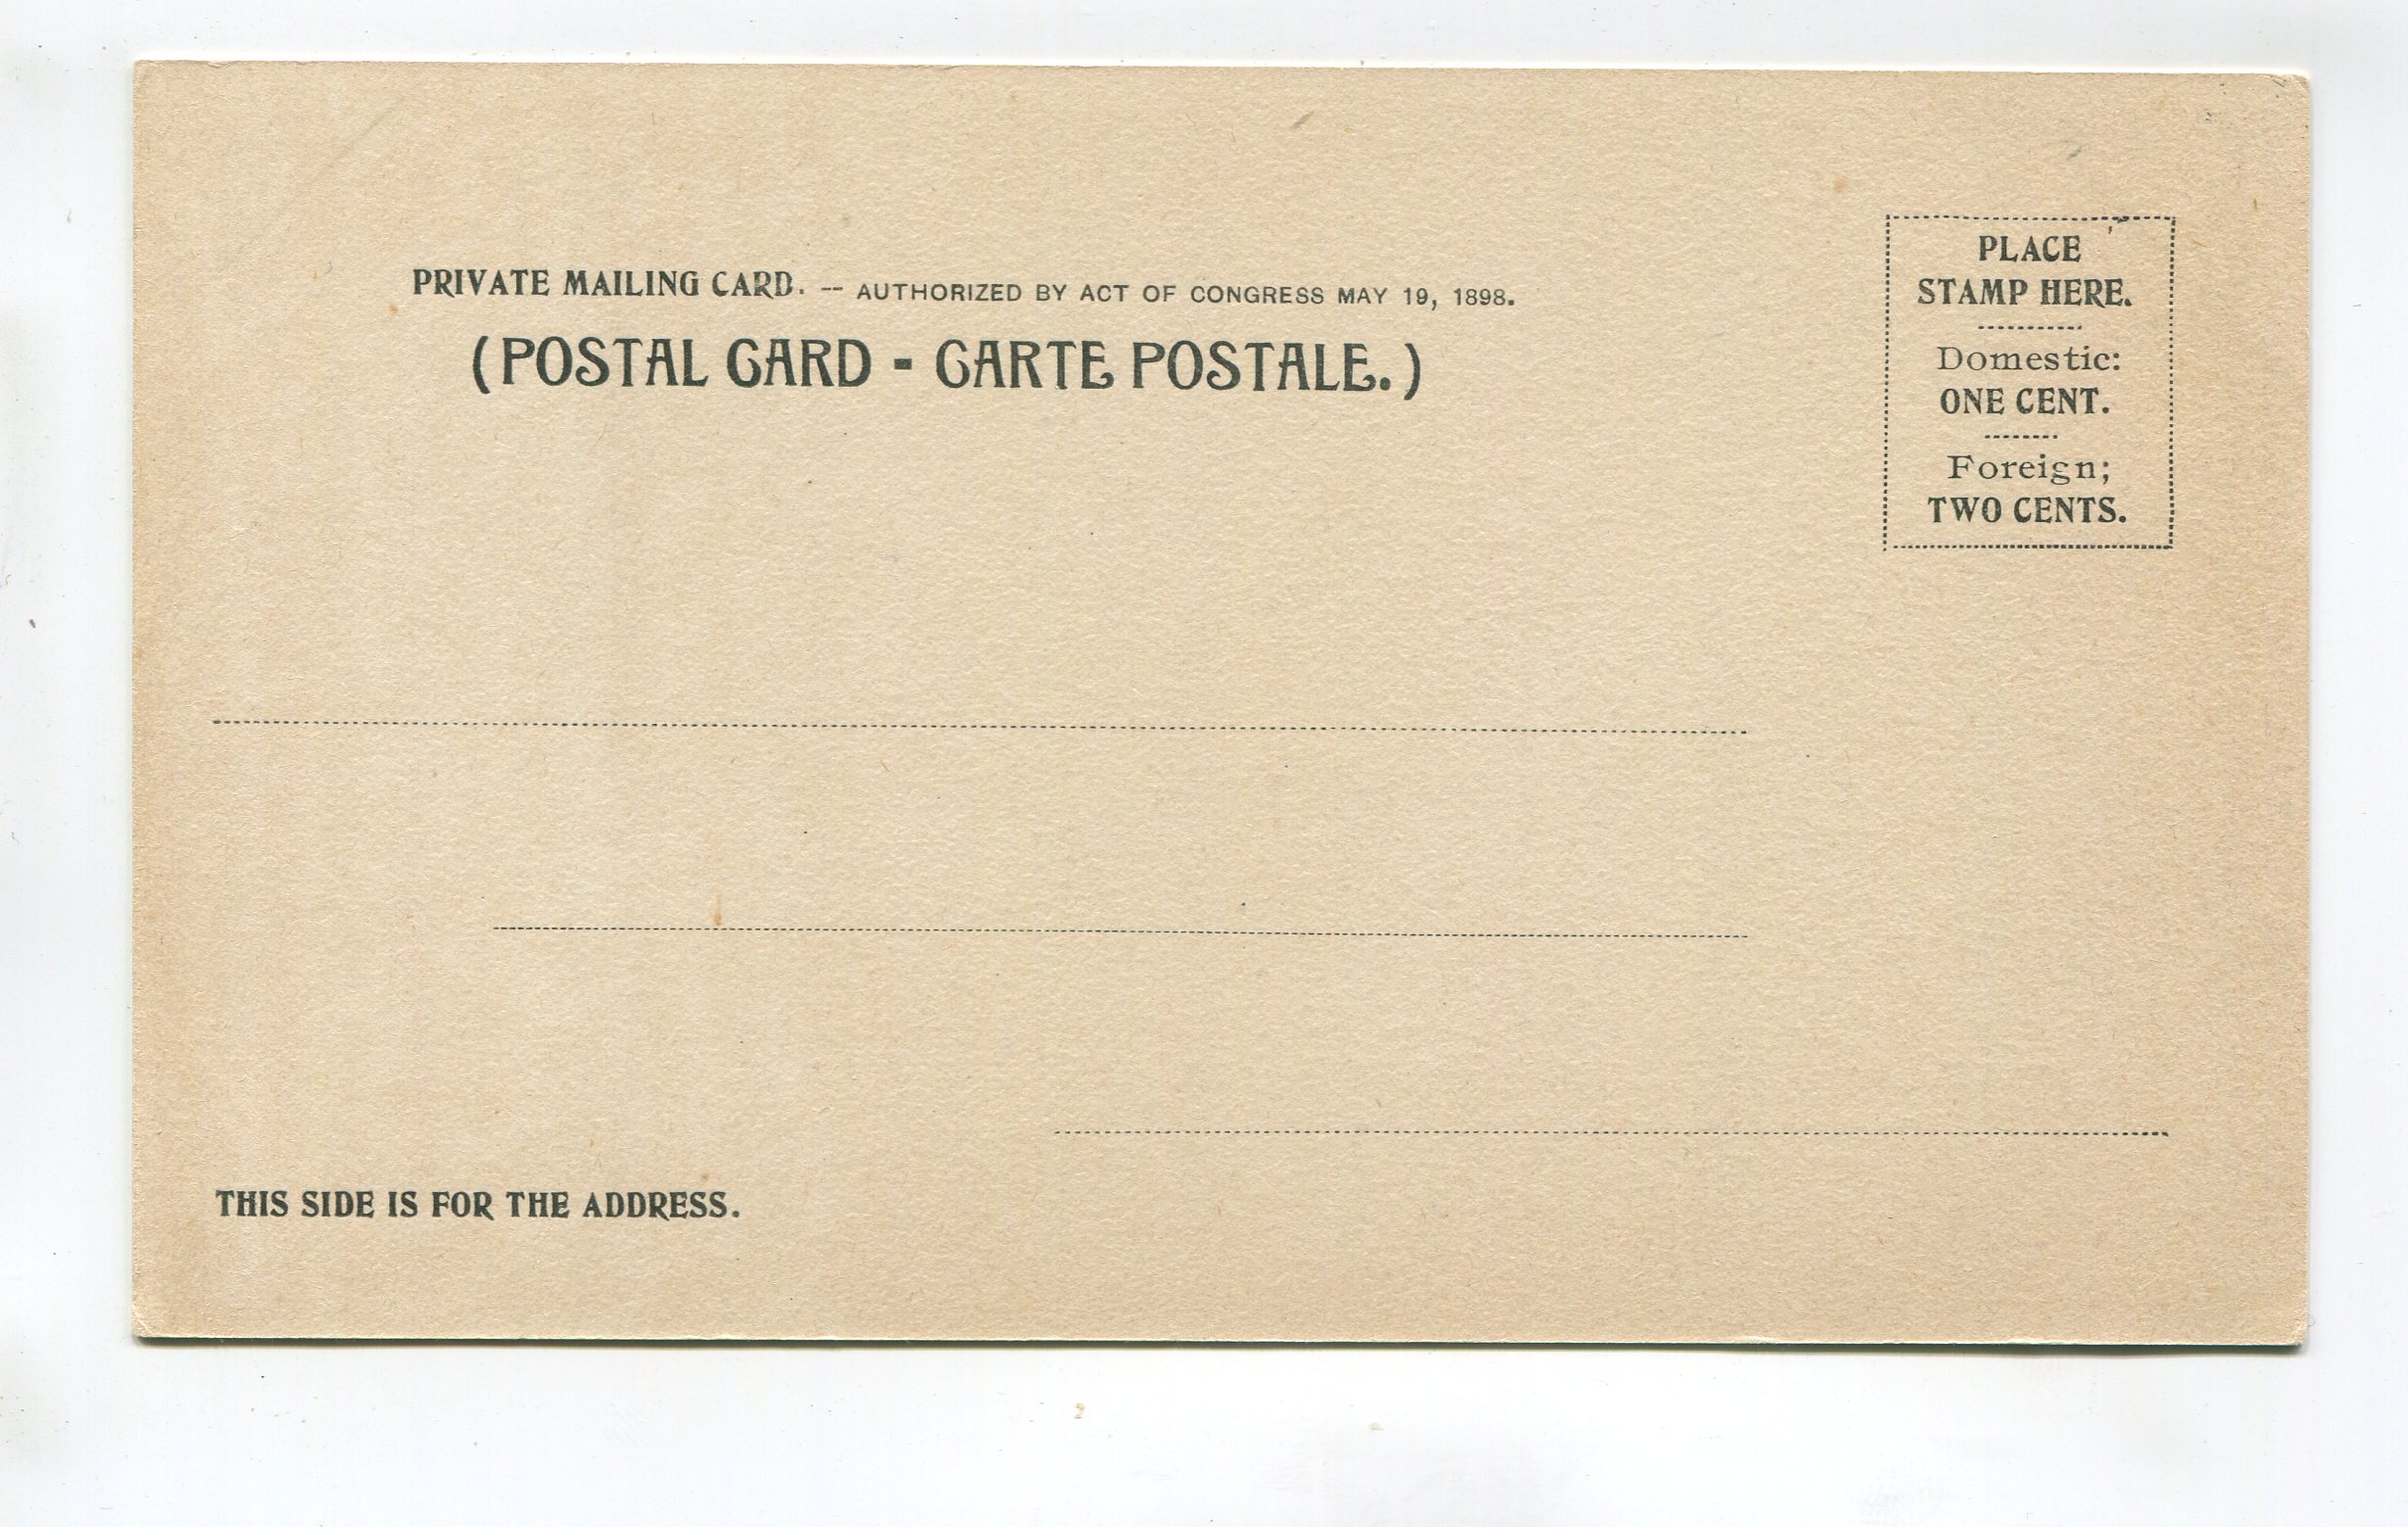 PRIVATE MAILING CARD. -- AUTHORIZED BY ACT OF CONGRESS MAY 19, 1898.
(POSTAL CARD - CARTE POSTALE.)
PLACE
STAMP HERE.
Domestic:
ONE CENT.
Foreign;
TWO CENTS.
THIS SIDE IS FOR THE ADDRESS.